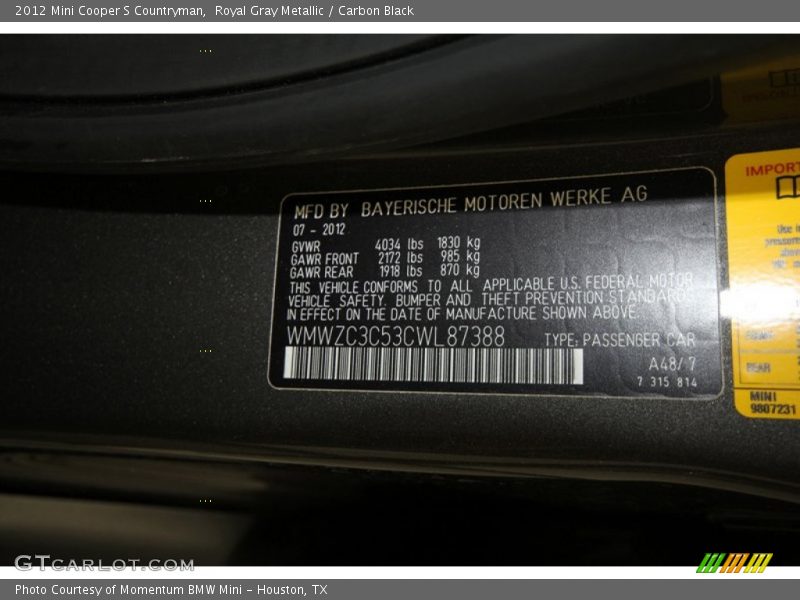 2012 Mini Cooper S Countryman, Royal Gray Metallic / Carbon Black
MFD BY BAYERISCHE MOTOREN WERKE AG
07 - 2012
GVWR 4034 lbs 1830 kg
GAWR FRONT 2172 lbs 985 kg
GAWR REAR 1918 lbs 870 kg
THIS VEHICLE CONFORMS TO ALL APPLICABLE U.S. FEDERAL MOTOR
VEHICLE SAFETY, BUMPER AND THEFT PREVENTION STANDARDS
IN EFFECT ON THE DATE OF MANUFACTURE SHOWN ABOVE.
WMWZC3C53CWL87388 TYPE: PASSENGER CAR
A48/ 7
7 315 814
IMPORT
Use
REAR
MINI
9807231
GTCARLOT.COM
Photo Courtesy of Momentum BMW Mini - Houston, TX